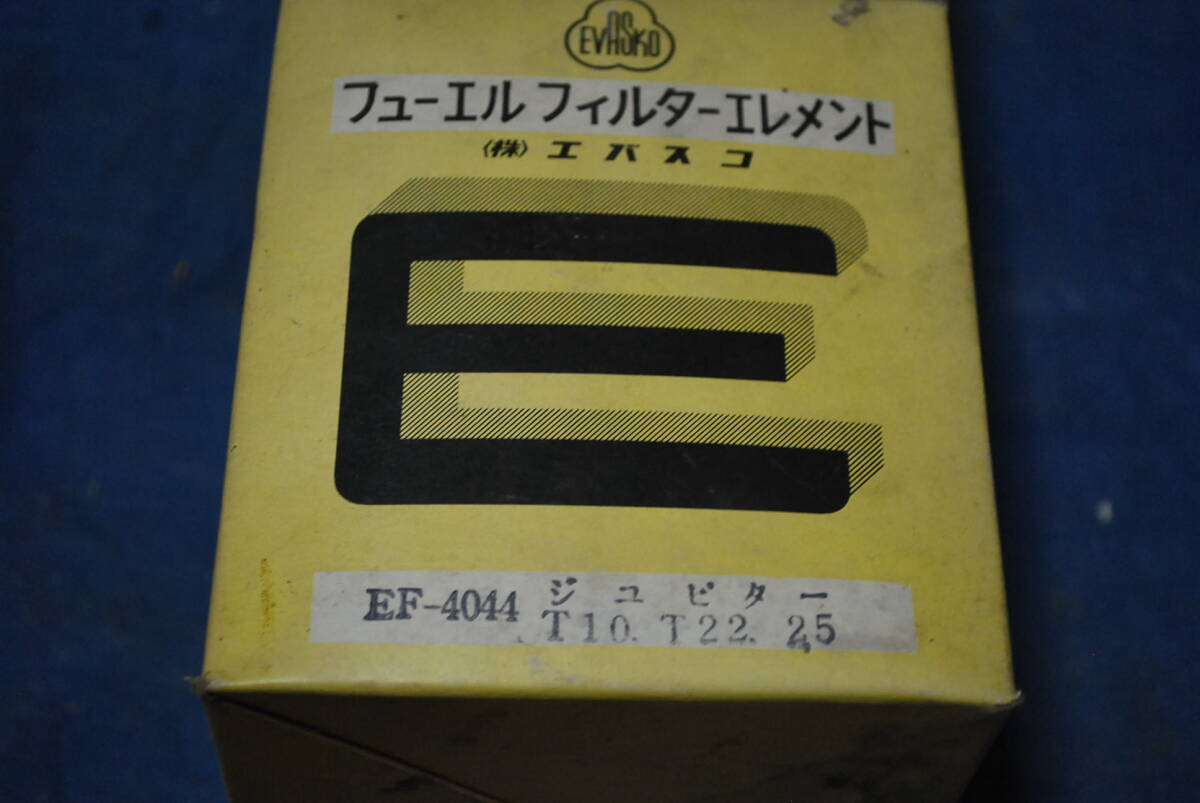 EVASKO
フューエル フィルターエレメント
〈株〉エバスコ
E
EF-4044 ジュピター
T10. T22. 25